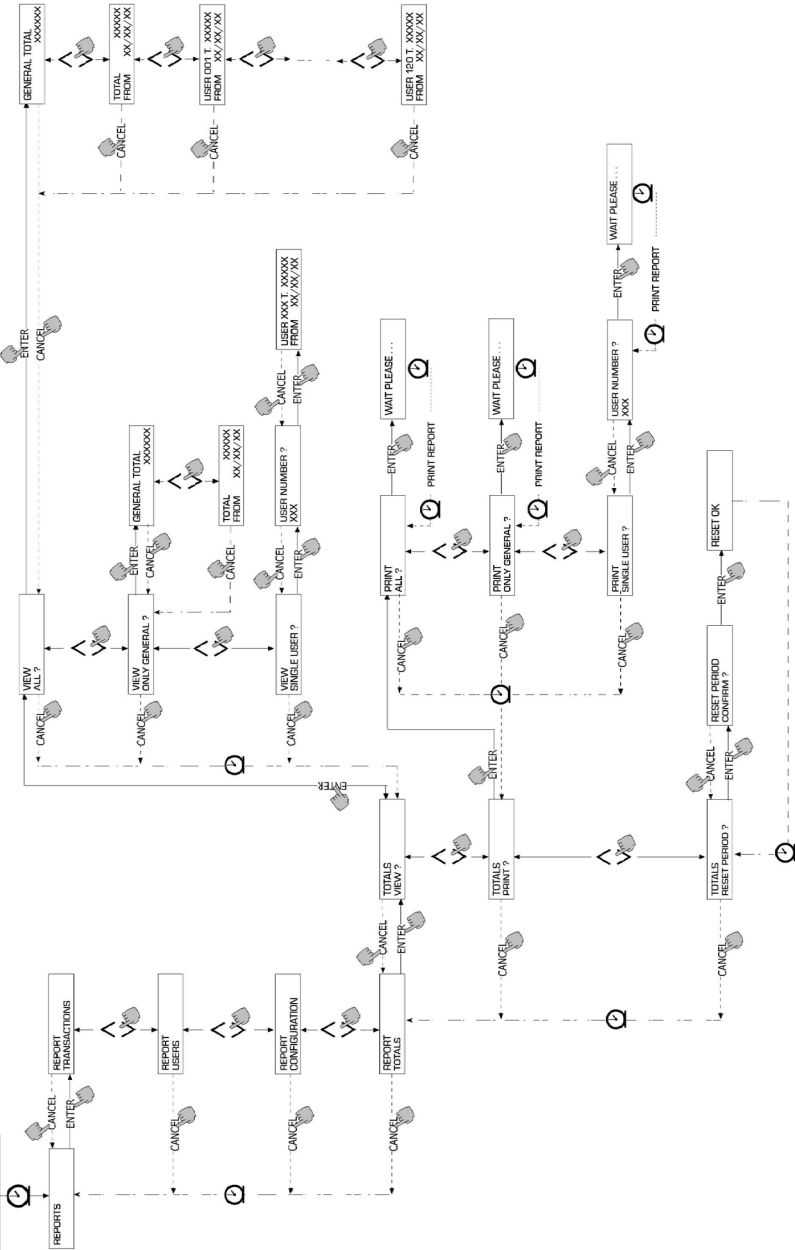 REPORTS
CANCEL
ENTER
REPORT
TRANSACTIONS
REPORT
USERS
CANCEL
REPORT
CONFIGURATION
CANCEL
REPORT
TOTALS
CANCEL
CANCEL
ENTER
TOTALS
VIEW ?
ENTER
TOTALS
PRINT ?
CANCEL
ENTER
TOTALS
RESET PERIOD ?
CANCEL
CANCEL
ENTER
RESET PERIOD
CONFIRM ?
ENTER
RESET OK
VIEW
ALL ?
CANCEL
ENTER
CANCEL
VIEW
ONLY GENERAL ?
CANCEL
ENTER
CANCEL
GENERAL TOTAL
XXXXXX
TOTAL XXXXX
FROM XX/XX/XX
CANCEL
VIEW
SINGLE USER ?
CANCEL
CANCEL
ENTER
USER NUMBER ?
XXX
CANCEL
ENTER
USER XXX T. XXXXX
FROM XX/XX/XX
GENERAL TOTAL
XXXXXX
TOTAL XXXXX
FROM XX/XX/XX
CANCEL
USER 001 T. XXXXX
FROM XX/XX/XX
CANCEL
USER 120 T. XXXXX
FROM XX/XX/XX
CANCEL
PRINT
ALL ?
CANCEL
ENTER
WAIT PLEASE . . .
PRINT REPORT
PRINT
ONLY GENERAL ?
CANCEL
ENTER
WAIT PLEASE . . .
PRINT REPORT
PRINT
SINGLE USER ?
CANCEL
CANCEL
ENTER
USER NUMBER ?
XXX
ENTER
WAIT PLEASE . . .
PRINT REPORT